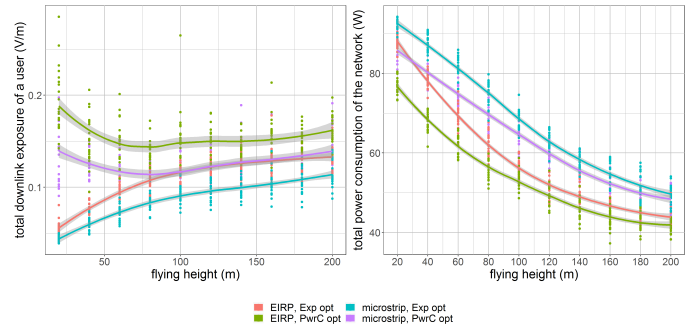 total downlink exposure of a user (V/m)
0.2
0.1
50
100
150
200
flying height (m)
total power consumption of the network (W)
80
60
40
20
40
60
80
100
120
140
160
180
200
flying height (m)
EIRP, Exp opt
microstrip, Exp opt
EIRP, PwrC opt
microstrip, PwrC opt